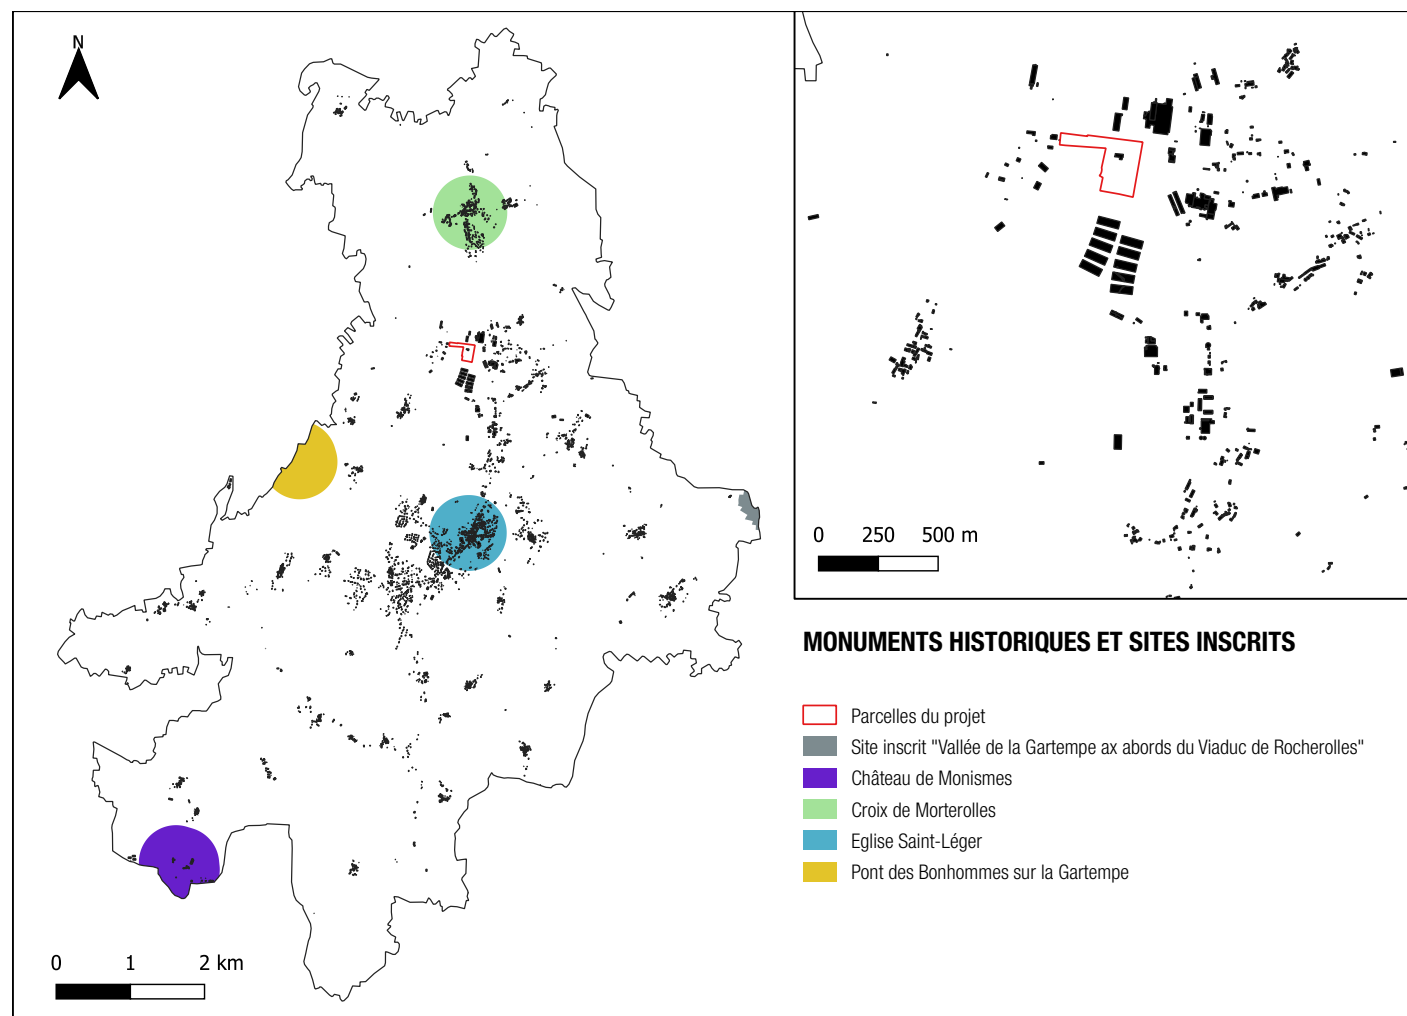 N
0 250 500 m
MONUMENTS HISTORIQUES ET SITES INSCRITS
Parcelles du projet
Site inscrit "Vallée de la Gartempe ax abords du Viaduc de Rocherolles"
Château de Monismes
Croix de Morterolles
Eglise Saint-Léger
Pont des Bonhommes sur la Gartempe
0 1 2 km